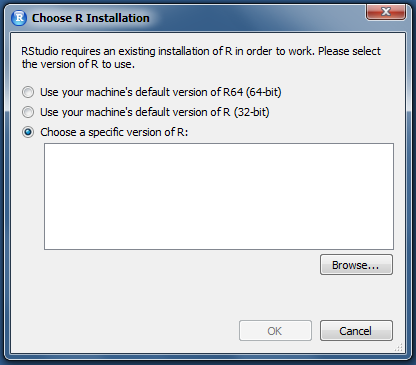 R Choose R Installation
RStudio requires an existing installation of R in order to work. Please select
the version of R to use.
Use your machine's default version of R64 (64-bit)
Use your machine's default version of R (32-bit)
Choose a specific version of R:
Browse...
OK
Cancel